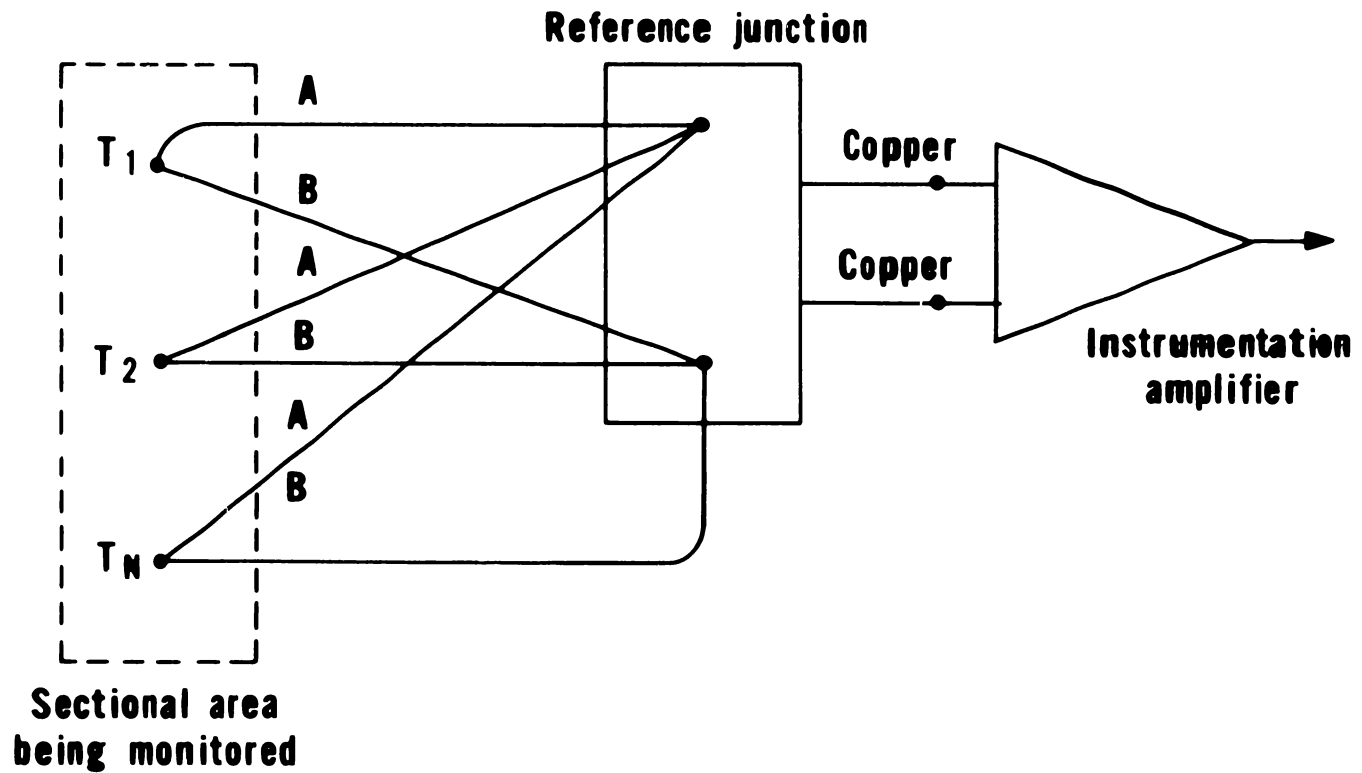 Reference junction
A
T1
B
Copper
A
Copper
B
T2
Instrumentation
amplifier
A
B
TN
Sectional area
being monitored